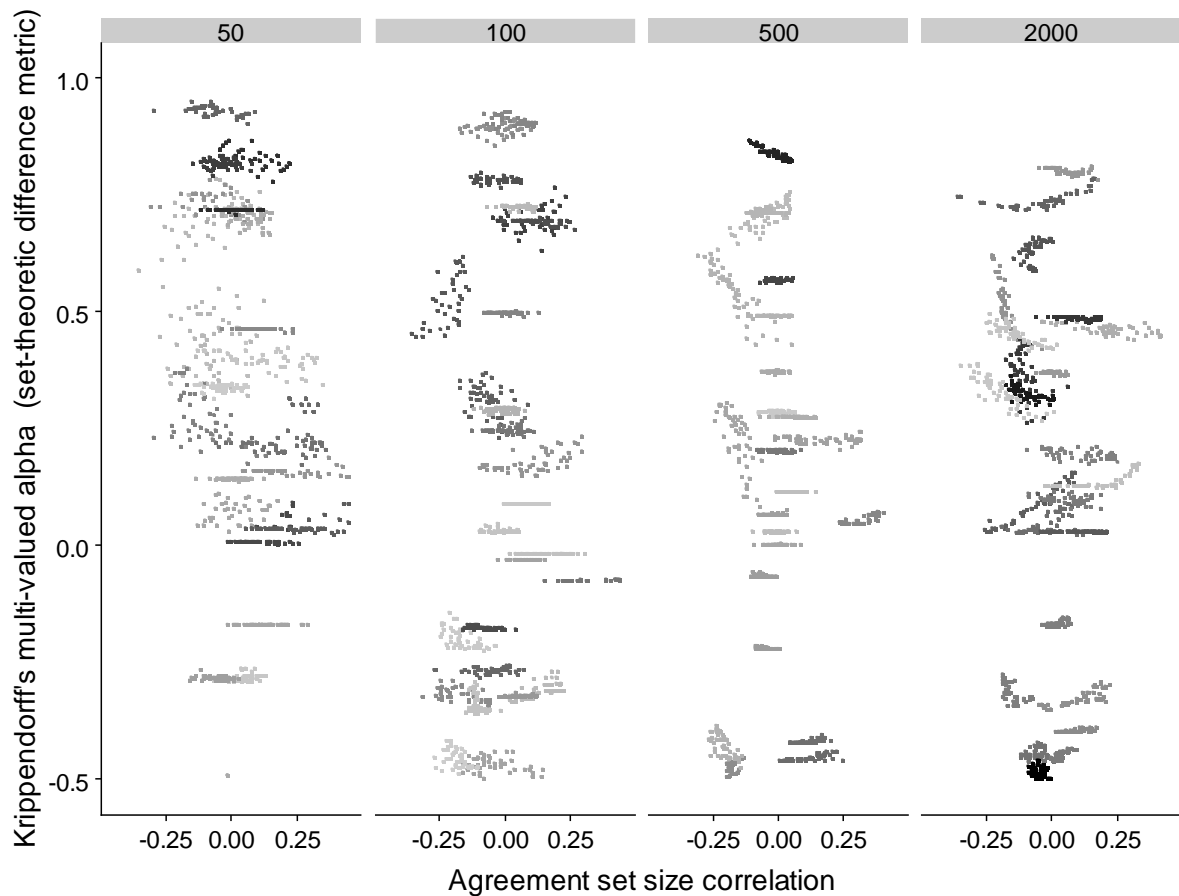 50 100 500 2000
Krippendorff's multi-valued alpha (set-theoretic difference metric)
1.0
0.5
0.0
-0.5
-0.25 0.00 0.25 -0.25 0.00 0.25 -0.25 0.00 0.25 -0.25 0.00 0.25
Agreement set size correlation